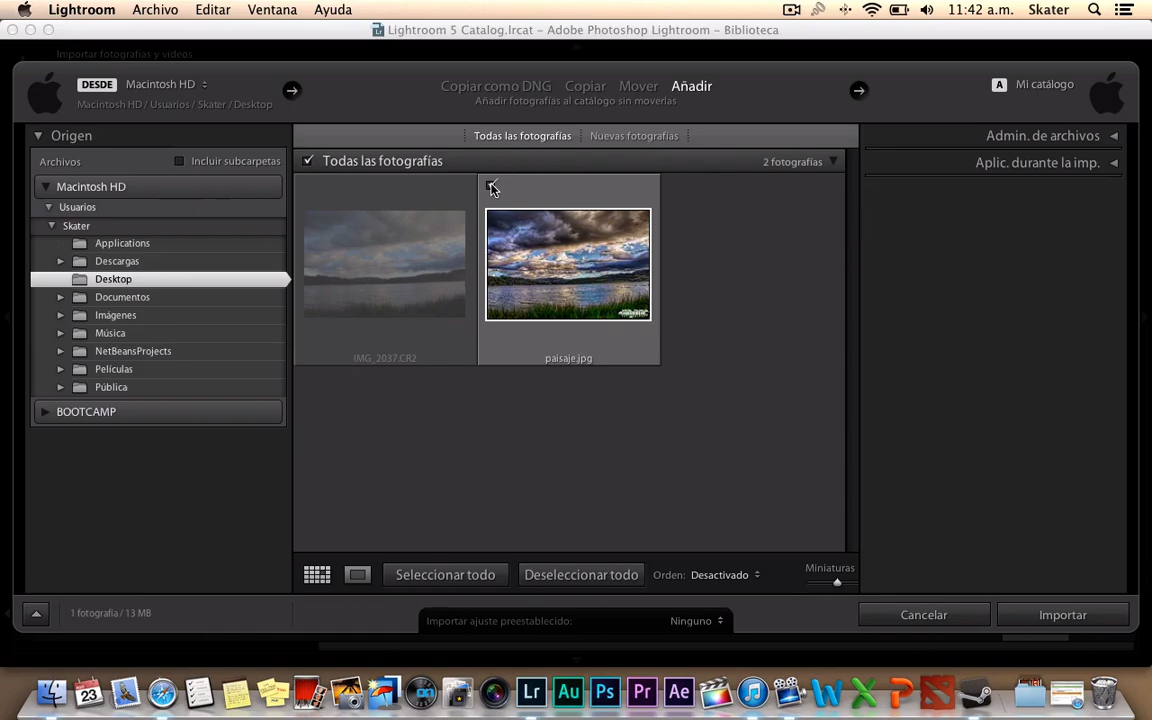 Lightroom Archivo Editar Ventana Ayuda 11:42 a.m. Skater
Lightroom 5 Catalog.lrcat – Adobe Photoshop Lightroom – Biblioteca
Importar fotografías y vídeos
DESDE Macintosh HD
Macintosh HD / Usuarios / Skater / Desktop
Copiar como DNG Copiar Mover Añadir
Añadir fotografías al catálogo sin moverlas
A Mi catálogo
Origen
Todas las fotografías Nuevas fotografías
Admin. de archivos
Archivos Incluir subcarpetas
Todas las fotografías 2 fotografías
Aplic. durante la imp.
Macintosh HD
Usuarios
Skater
Applications
Descargas
Desktop
Documentos
Imágenes
Música
NetBeansProjects
Películas
Pública
BOOTCAMP
IMG_2037.CR2 paisaje.jpg
Seleccionar todo Deseleccionar todo Orden: Desactivado Miniaturas
1 fotografía / 13 MB
Importar ajuste preestablecido: Ninguno
Cancelar Importar
23
on
Lr Au Ps Pr Ae